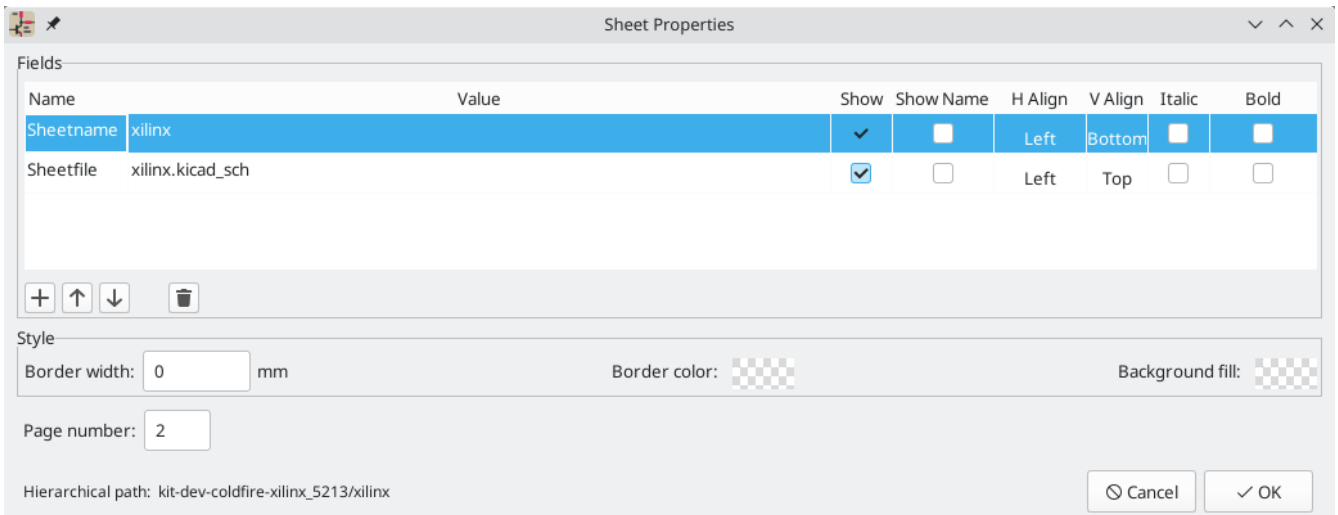 Sheet Properties
Fields
Name Value Show Show Name H Align V Align Italic Bold
Sheetname xilinx Left Bottom
Sheetfile xilinx.kicad_sch Left Top
Style
Border width: 0 mm Border color: Background fill:
Page number: 2
Hierarchical path: kit-dev-coldfire-xilinx_5213/xilinx Cancel OK